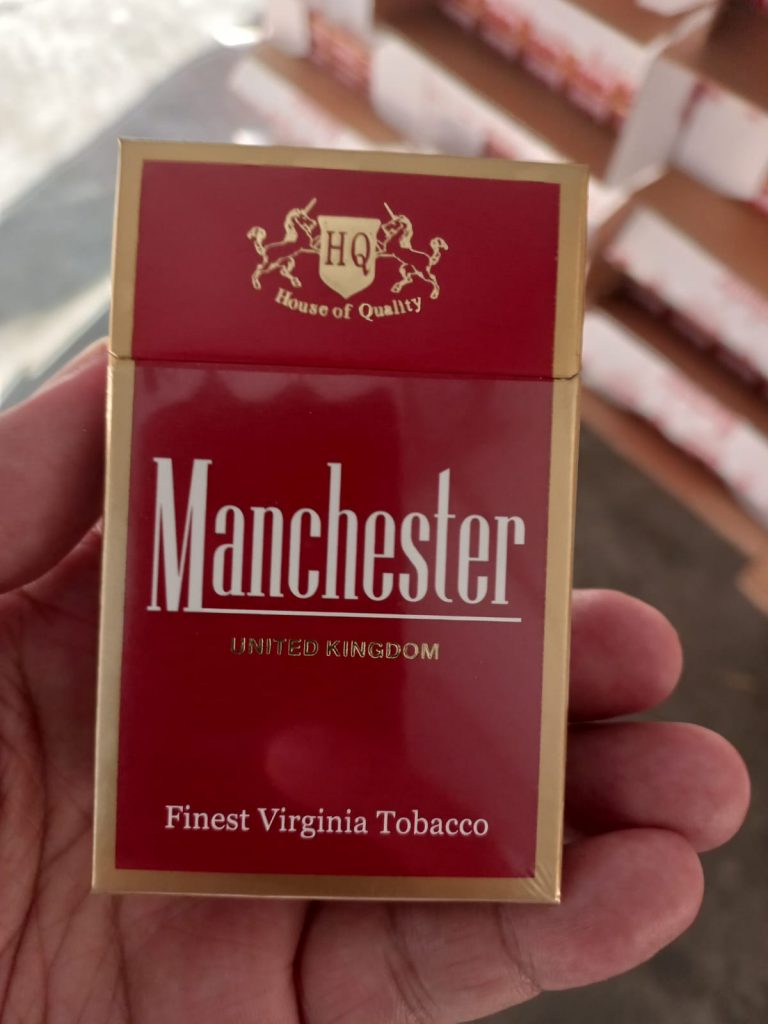 HQ
House of Quality
Manchester
UNITED KINGDOM
Finest Virginia Tobacco